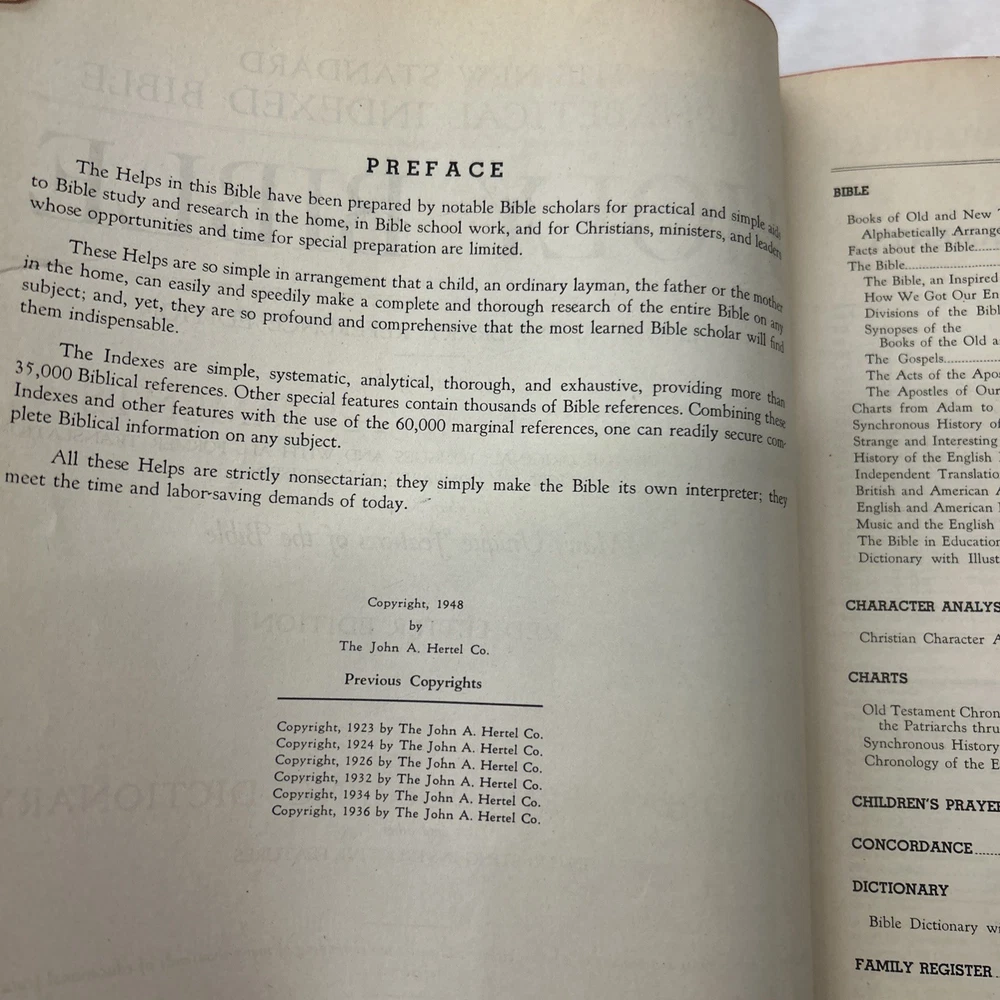 PREFACE
The Helps in this Bible have been prepared by notable Bible scholars for practical and simple aids
to Bible study and research in the home, in Bible school work, and for Christians, ministers, and leaders
whose opportunities and time for special preparation are limited.
These Helps are so simple in arrangement that a child, an ordinary layman, the father or the mother
in the home, can easily and speedily make a complete and thorough research of the entire Bible on any
subject; and, yet, they are so profound and comprehensive that the most learned Bible scholar will find
them indispensable.
The Indexes are simple, systematic, analytical, thorough, and exhaustive, providing more than
35,000 Biblical references. Other special features contain thousands of Bible references. Combining these
Indexes and other features with the use of the 60,000 marginal references, one can readily secure com-
plete Biblical information on any subject.
All these Helps are strictly nonsectarian; they simply make the Bible its own interpreter; they
meet the time and labor-saving demands of today.
Copyright, 1948
by
The John A. Hertel Co.
Previous Copyrights
Copyright, 1923 by The John A. Hertel Co.
Copyright, 1924 by The John A. Hertel Co.
Copyright, 1926 by The John A. Hertel Co.
Copyright, 1932 by The John A. Hertel Co.
Copyright, 1934 by The John A. Hertel Co.
Copyright, 1936 by The John A. Hertel Co.
BIBLE
Books of Old and New
Alphabetically Arrange
Facts about the Bible
The Bible
The Bible, an Inspired
How We Got Our En
Divisions of the Bibl
Synopses of the
Books of the Old a
The Gospels
The Acts of the Apos
The Apostles of Our
Charts from Adam to
Synchronous History of
Strange and Interesting
History of the English
Independent Translatio
British and American A
English and American
Music and the English
The Bible in Education
Dictionary with Illust
CHARACTER ANALYS
Christian Character A
CHARTS
Old Testament Chron
the Patriarchs thru
Synchronous History
Chronology of the E
CHILDREN'S PRAYE
CONCORDANCE
DICTIONARY
Bible Dictionary wi
FAMILY REGISTER